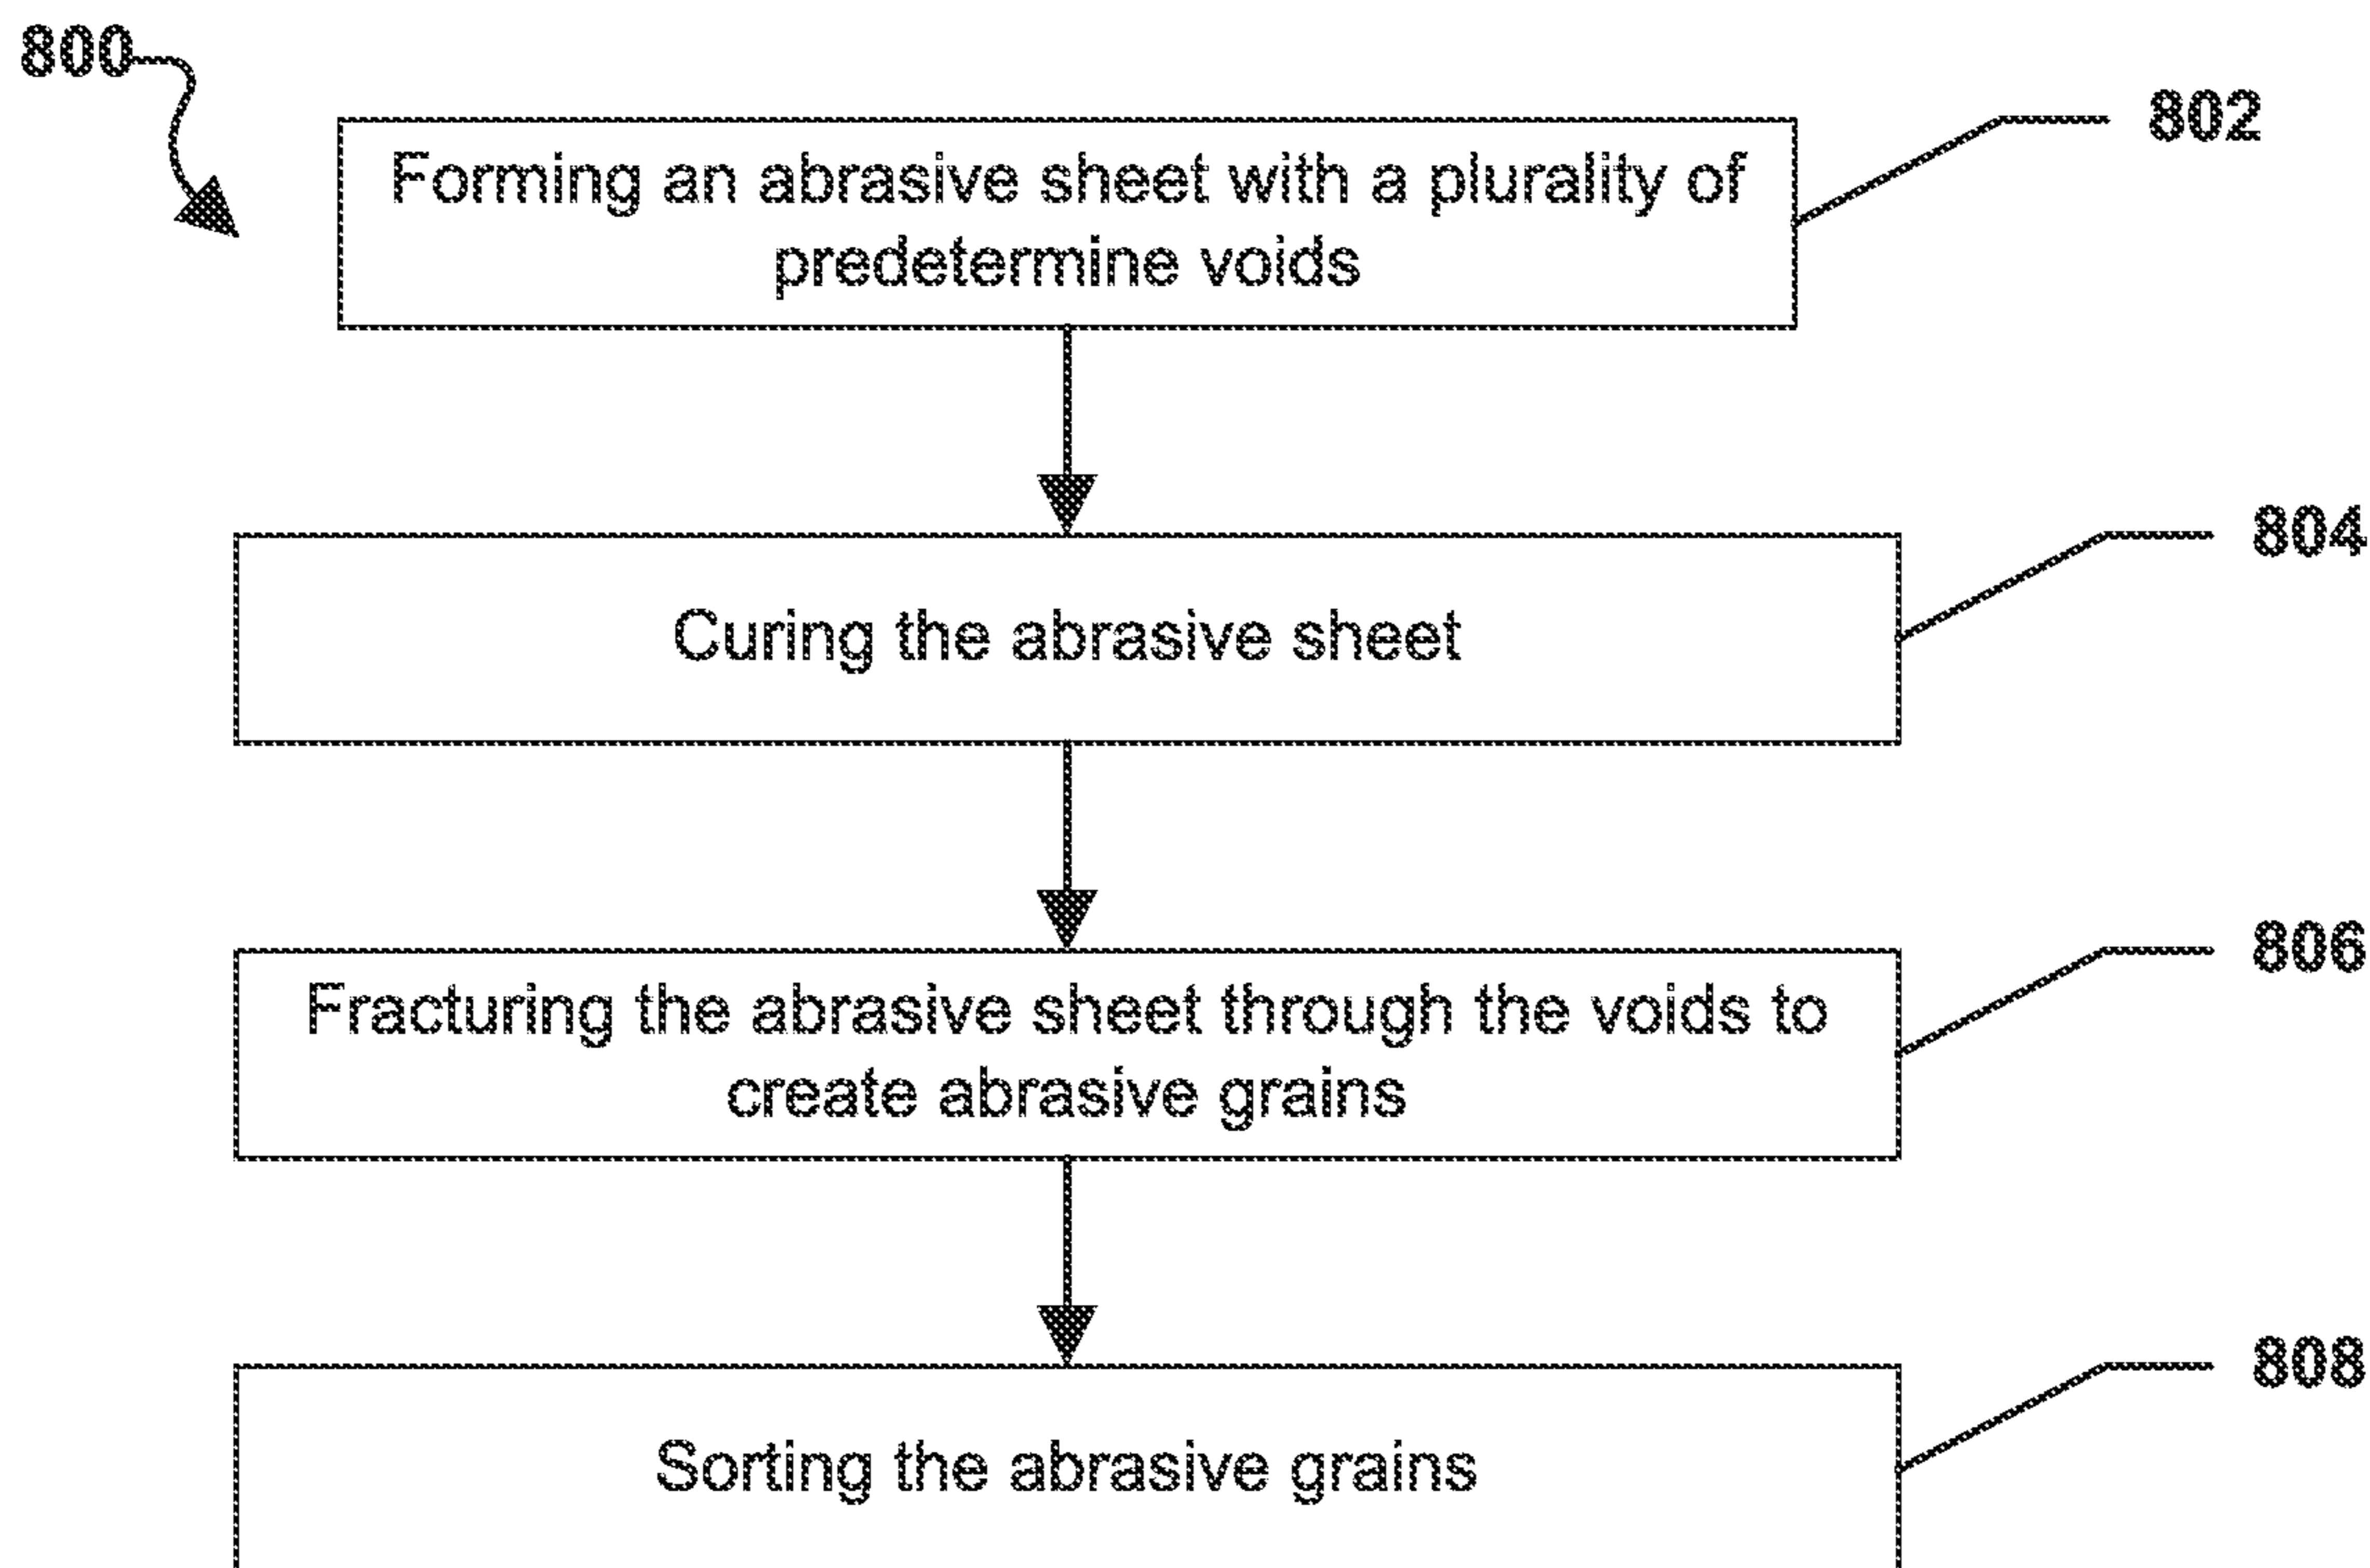 800
802
Forming an abrasive sheet with a plurality of
predetermine voids
804
Curing the abrasive sheet
806
Fracturing the abrasive sheet through the voids to
create abrasive grains
808
Sorting the abrasive grains